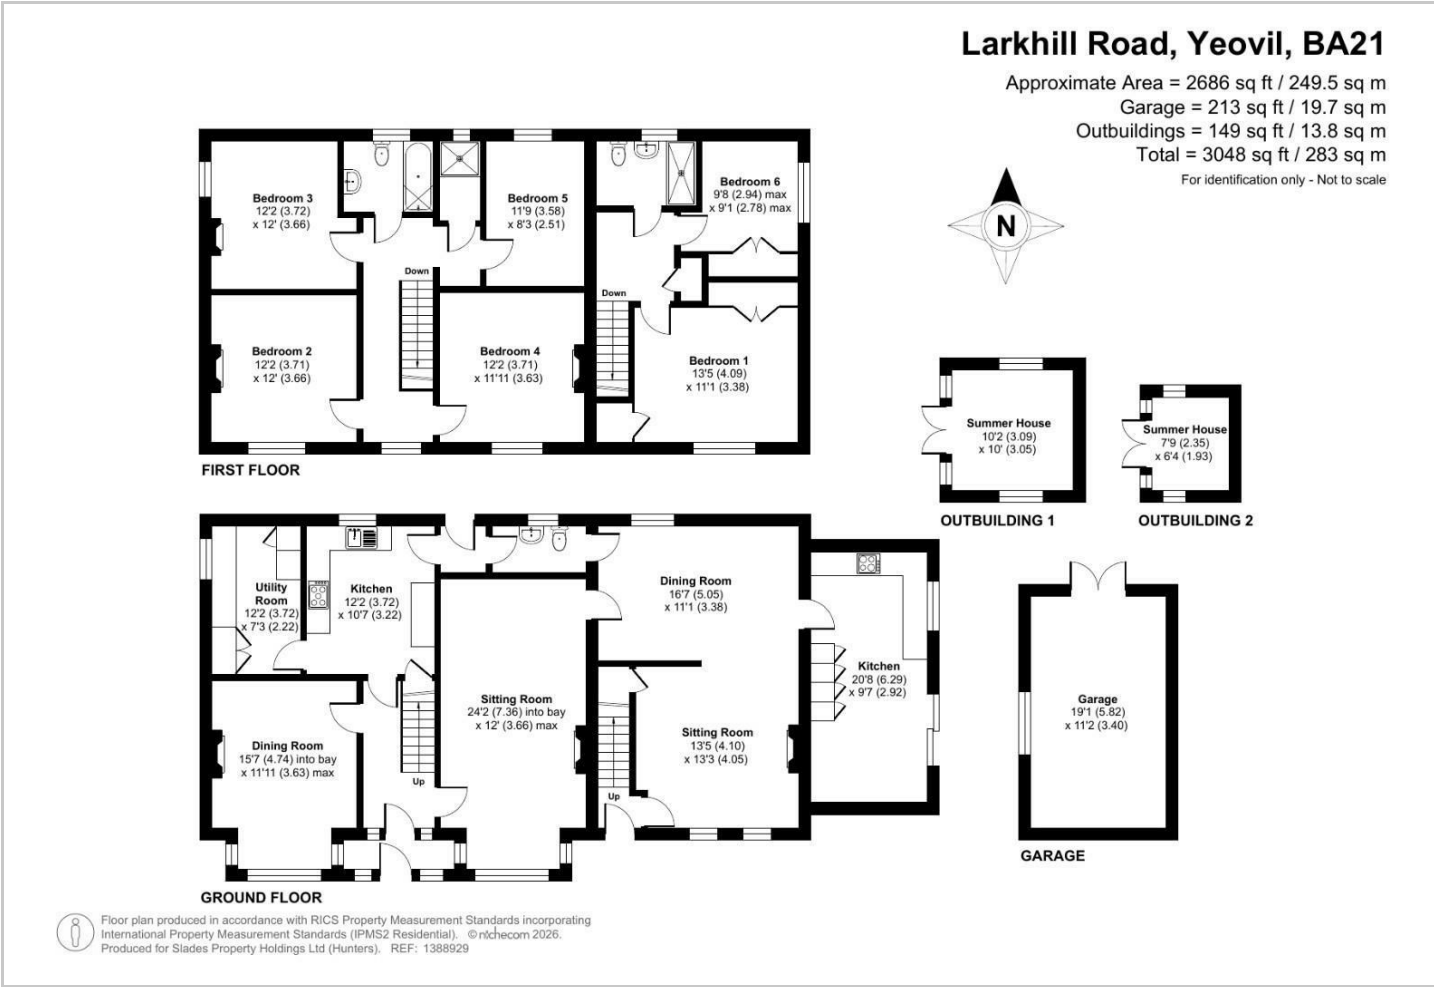 Larkhill Road, Yeovil, BA21
Approximate Area = 2686 sq ft / 249.5 sq m
Garage = 213 sq ft / 19.7 sq m
Outbuildings = 149 sq ft / 13.8 sq m
Total = 3048 sq ft / 283 sq m
For identification only - Not to scale
N
Bedroom 3
12'2 (3.72)
x 12' (3.66)
Bedroom 5
11'9 (3.58)
x 8'3 (2.51)
Bedroom 6
9'8 (2.94) max
x 9'1 (2.78) max
Down
Down
Bedroom 2
12'2 (3.71)
x 12' (3.66)
Bedroom 4
12'2 (3.71)
x 11'11 (3.63)
Bedroom 1
13'5 (4.09)
x 11'1 (3.38)
FIRST FLOOR
Summer House
10'2 (3.09)
x 10' (3.05)
OUTBUILDING 1
Summer House
7'9 (2.35)
x 6'4 (1.93)
OUTBUILDING 2
Utility
Room
12'2 (3.72)
x 7'3 (2.22)
Kitchen
12'2 (3.72)
x 10'7 (3.22)
Dining Room
16'7 (5.05)
x 11'1 (3.38)
Kitchen
20'8 (6.29)
x 9'7 (2.92)
Sitting Room
24'2 (7.36) into bay
x 12' (3.66) max
Sitting Room
13'5 (4.10)
x 13'3 (4.05)
Dining Room
15'7 (4.74) into bay
x 11'11 (3.63) max
Up
Up
Garage
19'1 (5.82)
x 11'2 (3.40)
GARAGE
GROUND FLOOR
Floor plan produced in accordance with RICS Property Measurement Standards incorporating
International Property Measurement Standards (IPMS2 Residential). © nichecom 2026.
Produced for Slades Property Holdings Ltd (Hunters). REF: 1388929